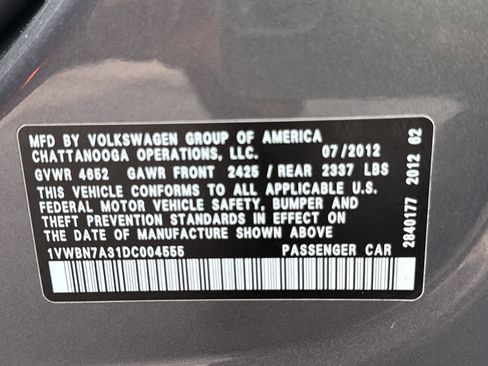 MFD BY VOLKSWAGEN GROUP OF AMERICA
CHATTANOOGA OPERATIONS, LLC. 07/2012
GVWR 4652 GAWR FRONT 2425 / REAR 2337 LBS
THIS VEHICLE CONFORMS TO ALL APPLICABLE U.S.
FEDERAL MOTOR VEHICLE SAFETY, BUMPER AND
THEFT PREVENTION STANDARDS IN EFFECT ON THE
DATE OF MANUFACTURE SHOWN ABOVE
1VWBN7A31DC004555 PASSENGER CAR
2840177 2012 62